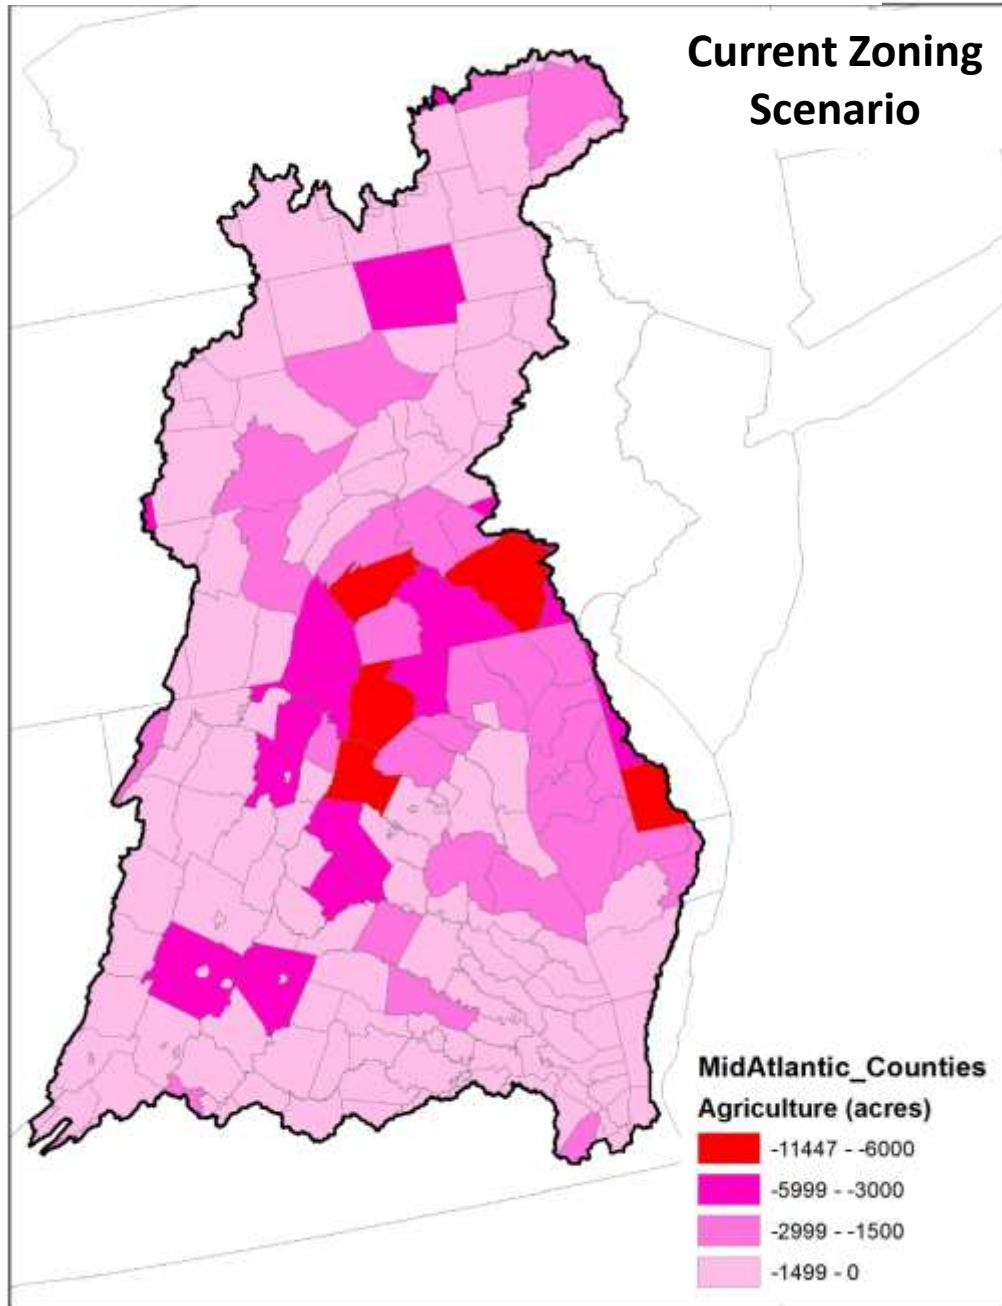 Current Zoning
Scenario
MidAtlantic_Counties
Agriculture (acres)
-11447 - -6000
-5999 - -3000
-2999 - -1500
-1499 - 0